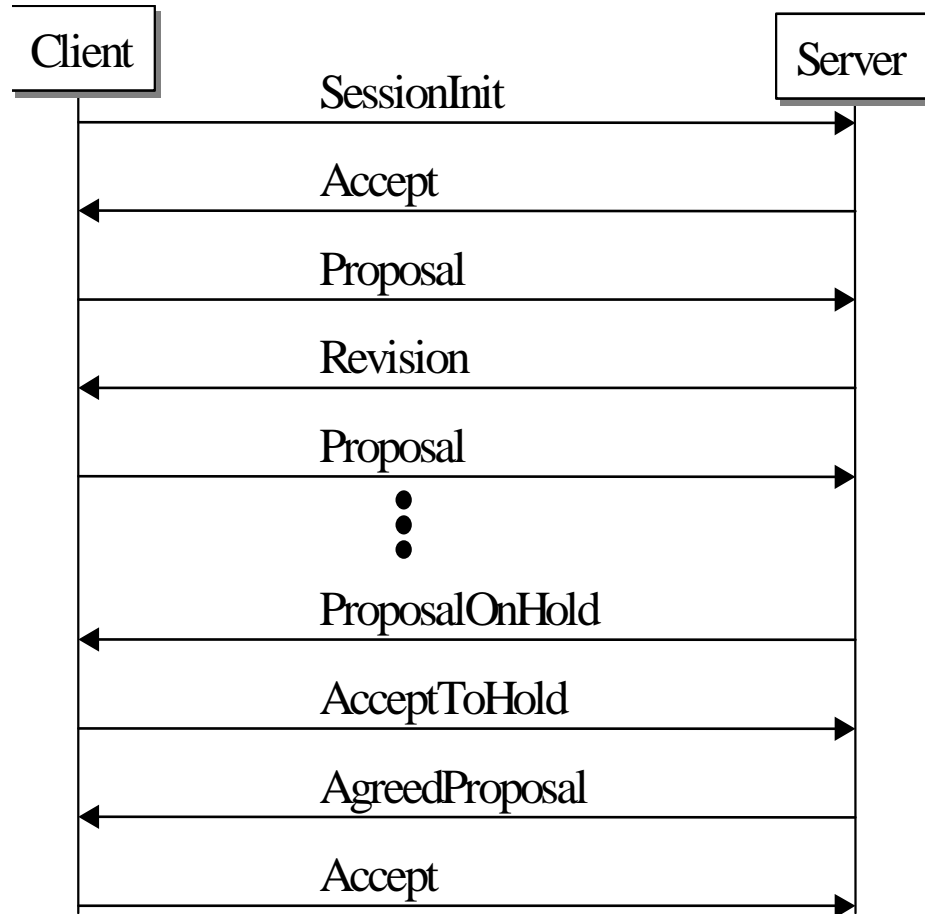 Client
Server
SessionInit
Accept
Proposal
Revision
Proposal
ProposalOnHold
AcceptToHold
AgreedProposal
Accept